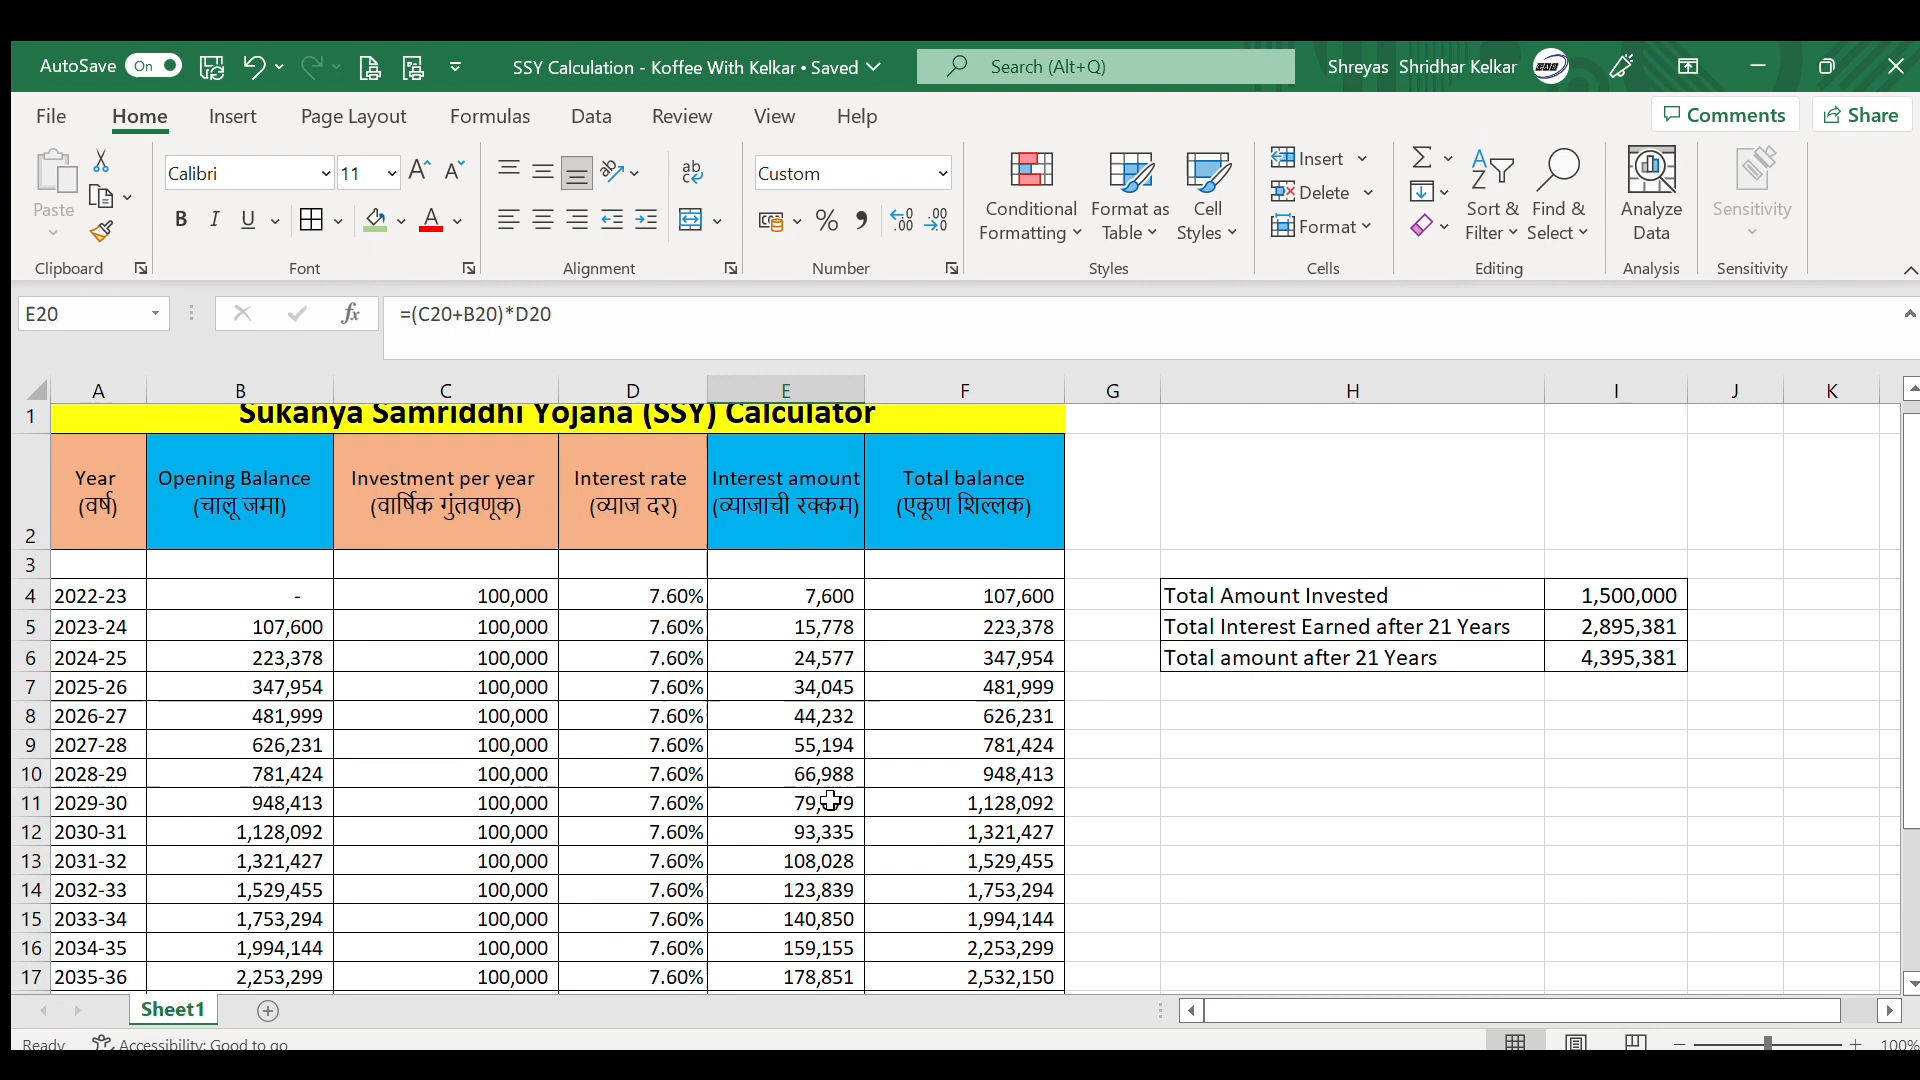 AutoSave On SSY Calculation - Koffee With Kelkar • Saved Search (Alt+Q) Shreyas Shridhar Kelkar
File Home Insert Page Layout Formulas Data Review View Help Comments Share
Paste
Calibri 11
B I U A
ab
Custom
% , .00 .00
Conditional Formatting
Format as Table
Cell Styles
Insert
Delete
Format
Sort & Filter
Find & Select
Analyze Data
Sensitivity
Clipboard Font Alignment Number Styles Cells Editing Analysis Sensitivity
E20 fx =(C20+B20)*D20
A B C D E F G H I J K
1 Sukanya Samriddhi Yojana (SSY) Calculator
Year Opening Balance Investment per year Interest rate Interest amount Total balance
(वर्ष) (चालू जमा) (वार्षिक गुंतवणूक) (व्याज दर) (व्याजाची रक्कम) (एकूण शिल्लक)
2
3
4 2022-23 - 100,000 7.60% 7,600 107,600 Total Amount Invested 1,500,000
5 2023-24 107,600 100,000 7.60% 15,778 223,378 Total Interest Earned after 21 Years 2,895,381
6 2024-25 223,378 100,000 7.60% 24,577 347,954 Total amount after 21 Years 4,395,381
7 2025-26 347,954 100,000 7.60% 34,045 481,999
8 2026-27 481,999 100,000 7.60% 44,232 626,231
9 2027-28 626,231 100,000 7.60% 55,194 781,424
10 2028-29 781,424 100,000 7.60% 66,988 948,413
11 2029-30 948,413 100,000 7.60% 1,128,092
12 2030-31 1,128,092 100,000 7.60% 93,335 1,321,427
13 2031-32 1,321,427 100,000 7.60% 108,028 1,529,455
14 2032-33 1,529,455 100,000 7.60% 123,839 1,753,294
15 2033-34 1,753,294 100,000 7.60% 140,850 1,994,144
16 2034-35 1,994,144 100,000 7.60% 159,155 2,253,299
17 2035-36 2,253,299 100,000 7.60% 178,851 2,532,150
Sheet1
Ready Accessibility: Good to go 100%